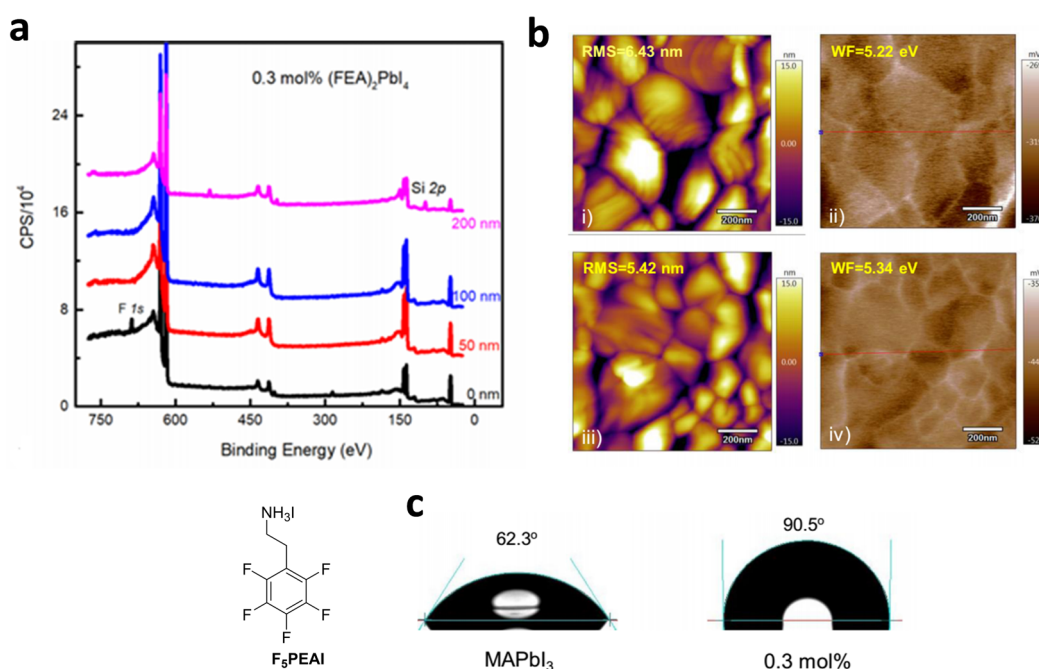 a
0.3 mol% (FEA)₂PbI₄
CPS/10⁴
24
16
8
0
F 1s
Si 2p
200 nm
100 nm
50 nm
0 nm
750
600
450
300
150
0
Binding Energy (eV)
b
RMS=6.43 nm
i)
200nm
nm
15.0
0.00
-15.0
WF=5.22 eV
ii)
200nm
RMS=5.42 nm
iii)
200nm
nm
15.0
0.00
-15.0
WF=5.34 eV
iv)
200nm
NH₃I
F
F
F
F
F
F₅PEAI
c
62.3º
MAPbI₃
90.5º
0.3 mol%